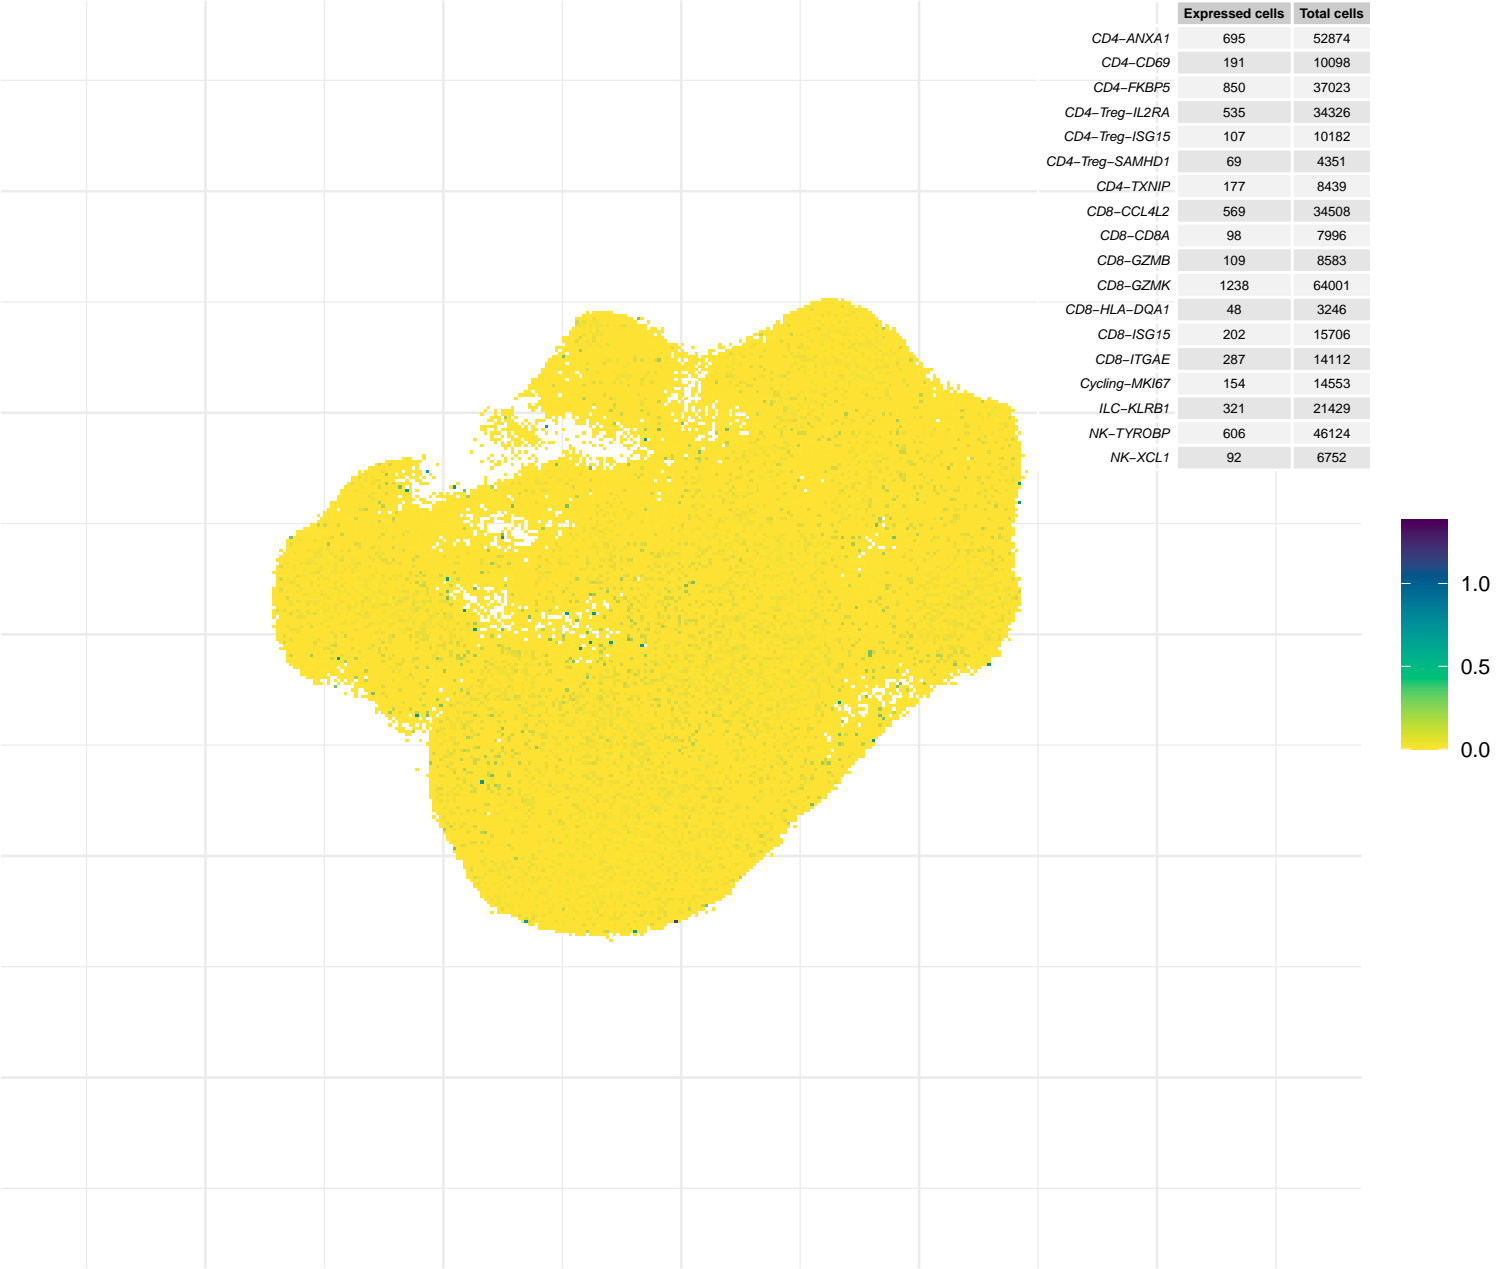 Expressed cells Total cells
CD4−ANXA1 695 52874
CD4−CD69 191 10098
CD4−FKBP5 850 37023
CD4−Treg−IL2RA 535 34326
CD4−Treg−ISG15 107 10182
CD4−Treg−SAMHD1 69 4351
CD4−TXNIP 177 8439
CD8−CCL4L2 569 34508
CD8−CD8A 98 7996
CD8−GZMB 109 8583
CD8−GZMK 1238 64001
CD8−HLA−DQA1 48 3246
CD8−ISG15 202 15706
CD8−ITGAE 287 14112
Cycling−MKI67 154 14553
ILC−KLRB1 321 21429
NK−TYROBP 606 46124
NK−XCL1 92 6752
1.0
0.5
0.0